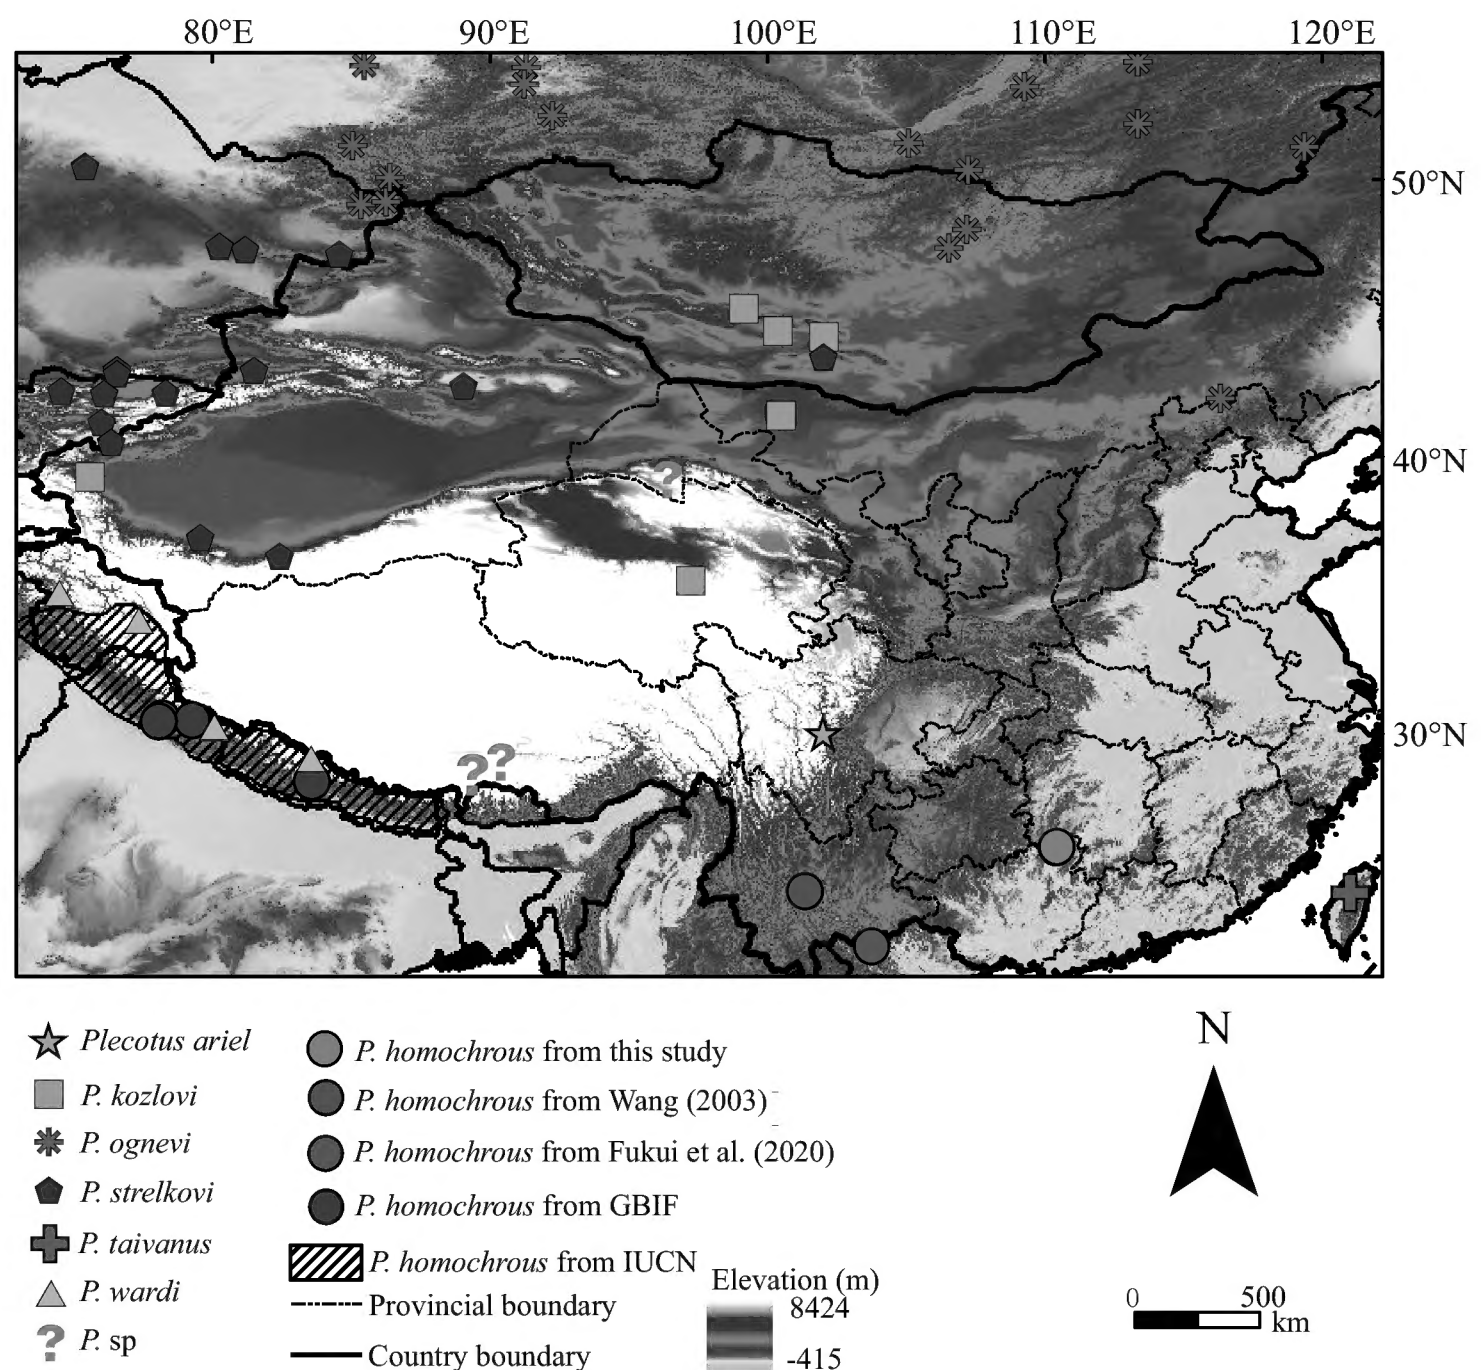 80°E 90°E 100°E 110°E 120°E
50°N
40°N
30°N
?
? ?
Plecotus ariel
P. kozlovi
P. ognevi
P. strelkovi
P. taivanus
P. wardi
? P. sp
P. homochrous from this study
P. homochrous from Wang (2003)
P. homochrous from Fukui et al. (2020)
P. homochrous from GBIF
P. homochrous from IUCN
Provincial boundary
Country boundary
Elevation (m)
8424
-415
N
0 500
km